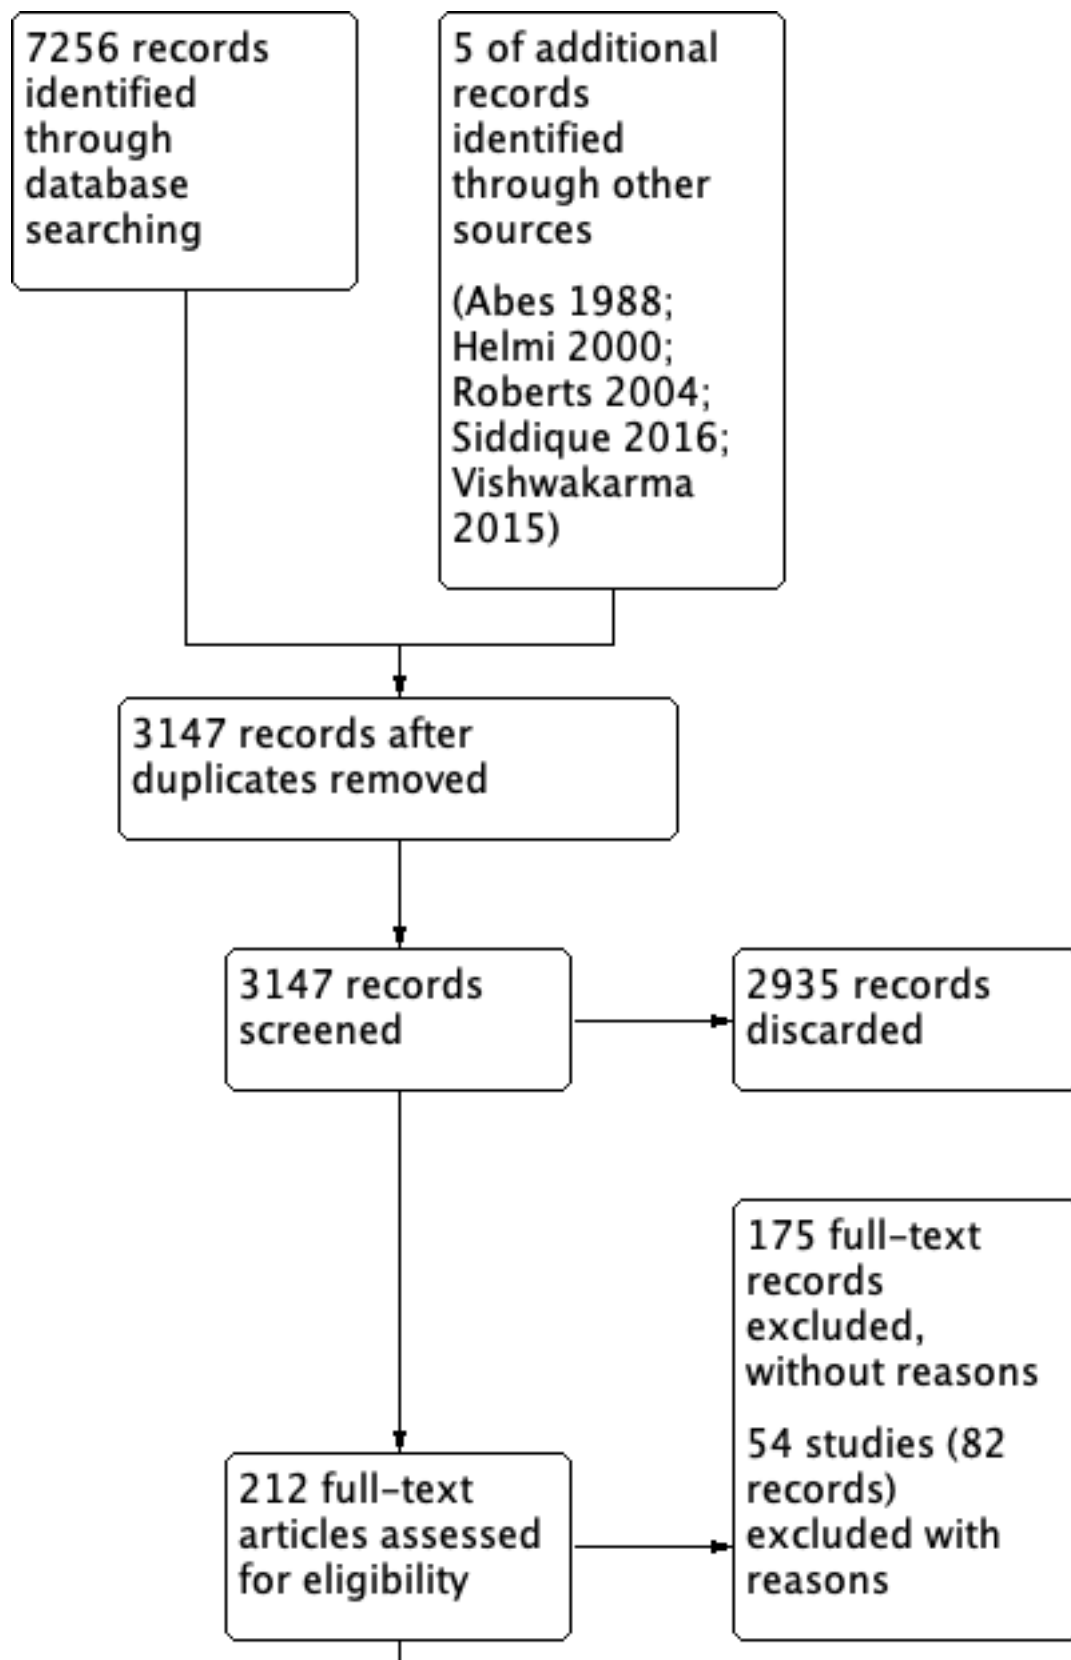 7256 records
identified
through
database
searching
5 of additional
records
identified
through other
sources
(Abes 1988;
Helmi 2000;
Roberts 2004;
Siddique 2016;
Vishwakarma
2015)
3147 records after
duplicates removed
3147 records
screened
2935 records
discarded
175 full-text
records
excluded,
without reasons
54 studies (82
records)
excluded with
reasons
212 full-text
articles assessed
for eligibility